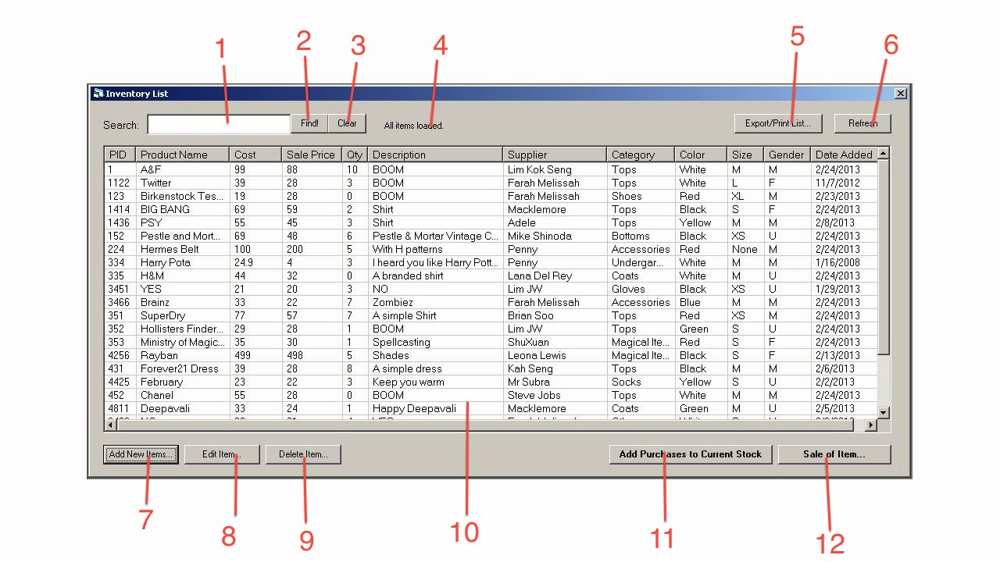 1 2 3 4 5 6
Inventory List
Search: Find! Clear All items loaded. Export/Print List... Refresh
PID Product Name Cost Sale Price Qty Description Supplier Category Color Size Gender Date Added
1 A&F 99 88 10 BOOM Lim Kok Seng Tops White M M 2/24/2013
1122 Twitter 39 28 3 BOOM Farah Melissah Tops White L F 11/7/2012
123 Birkenstock Tes... 19 28 0 BOOM Farah Melissah Shoes Red XL M 2/23/2013
1414 BIG BANG 69 59 2 Shirt Macklemore Tops Black S F 2/24/2013
1436 PSY 55 45 3 Shirt Adele Tops Yellow M M 2/8/2013
152 Pestle and Mort... 69 48 6 Pestle & Mortar Vintage C... Mike Shinoda Bottoms Black XS U 2/24/2013
224 Hermes Belt 100 200 5 With H patterns Penny Accessories Red None M 2/24/2013
334 Harry Pota 24.9 4 3 I heard you like Harry Pott... Penny Undergar... White M M 1/16/2008
335 H&M 44 32 0 A branded shirt Lana Del Rey Coats White M U 2/24/2013
3451 YES 21 20 3 NO Lim JW Gloves Black XS U 1/29/2013
3466 Brainz 33 22 7 Zombiez Farah Melissah Accessories Blue M M 2/24/2013
351 SuperDry 77 57 7 A simple Shirt Brian Soo Tops Red XS M 2/24/2013
352 Hollisters Finder... 29 28 1 BOOM Lim JW Tops Green S U 2/24/2013
353 Ministry of Magic... 35 30 1 Spellcasting ShuXuan Magical Ite... Red S F 2/24/2013
4256 Rayban 499 498 5 Shades Leona Lewis Magical Ite... Black S F 2/13/2013
431 Forever21 Dress 39 28 8 A simple dress Kah Seng Tops Black M M 2/6/2013
4425 February 23 22 3 Keep you warm Mr Subra Socks Yellow S U 2/2/2013
452 Chanel 55 28 0 BOOM Steve Jobs Tops White M M 2/24/2013
4811 Deepavali 33 24 1 Happy Deepavali Macklemore Coats Green M U 2/5/2013
Add New Items... Edit Item... Delete Item... Add Purchases to Current Stock Sale of Item...
7 8 9 10 11 12